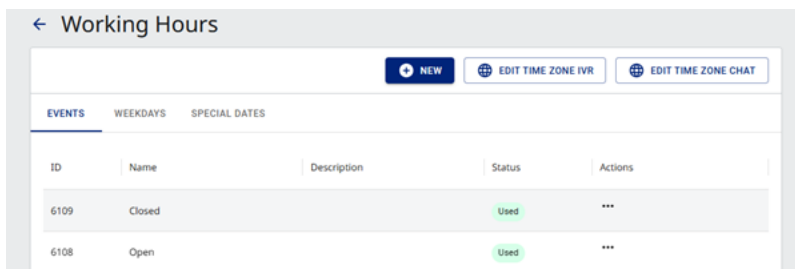 Working Hours
NEW EDIT TIME ZONE IVR EDIT TIME ZONE CHAT
EVENTS WEEKDAYS SPECIAL DATES
ID Name Description Status Actions
6109 Closed Used
6108 Open Used